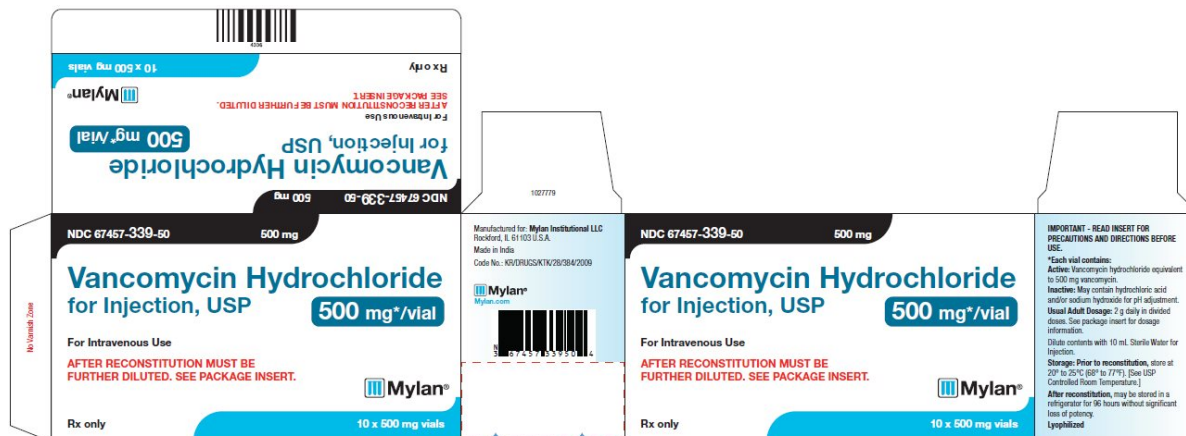 4206
Rx only
10 x 500 mg vials
Mylan®
AFTER RECONSTITUTION MUST BE FURTHER DILUTED.
SEE PACKAGE INSERT.
For Intravenous Use
500 mg*/vial
for Injection, USP
Vancomycin Hydrochloride
NDC 67457-339-50 500 mg
1027779
No Varnish Zone
NDC 67457-339-50 500 mg
Vancomycin Hydrochloride
for Injection, USP
500 mg*/vial
For Intravenous Use
AFTER RECONSTITUTION MUST BE
FURTHER DILUTED. SEE PACKAGE INSERT.
Mylan®
Rx only
10 x 500 mg vials
Manufactured for: Mylan Institutional LLC
Rockford, IL 61103 U.S.A.
Made in India
Code No.: KR/DRUGS/KTK/28/384/2009
Mylan®
Mylan.com
N
3 67457 33950 4
NDC 67457-339-50 500 mg
Vancomycin Hydrochloride
for Injection, USP
500 mg*/vial
For Intravenous Use
AFTER RECONSTITUTION MUST BE
FURTHER DILUTED. SEE PACKAGE INSERT.
Mylan®
Rx only
10 x 500 mg vials
IMPORTANT - READ INSERT FOR
PRECAUTIONS AND DIRECTIONS BEFORE
USE.
*Each vial contains:
Active: Vancomycin hydrochloride equivalent
to 500 mg vancomycin.
Inactive: May contain hydrochloric acid
and/or sodium hydroxide for pH adjustment.
Usual Adult Dosage: 2 g daily in divided
doses. See package insert for dosage
information.
Dilute contents with 10 mL Sterile Water for
Injection.
Storage: Prior to reconstitution, store at
20° to 25°C (68° to 77°F). [See USP
Controlled Room Temperature.]
After reconstitution, may be stored in a
refrigerator for 96 hours without significant
loss of potency.
Lyophilized